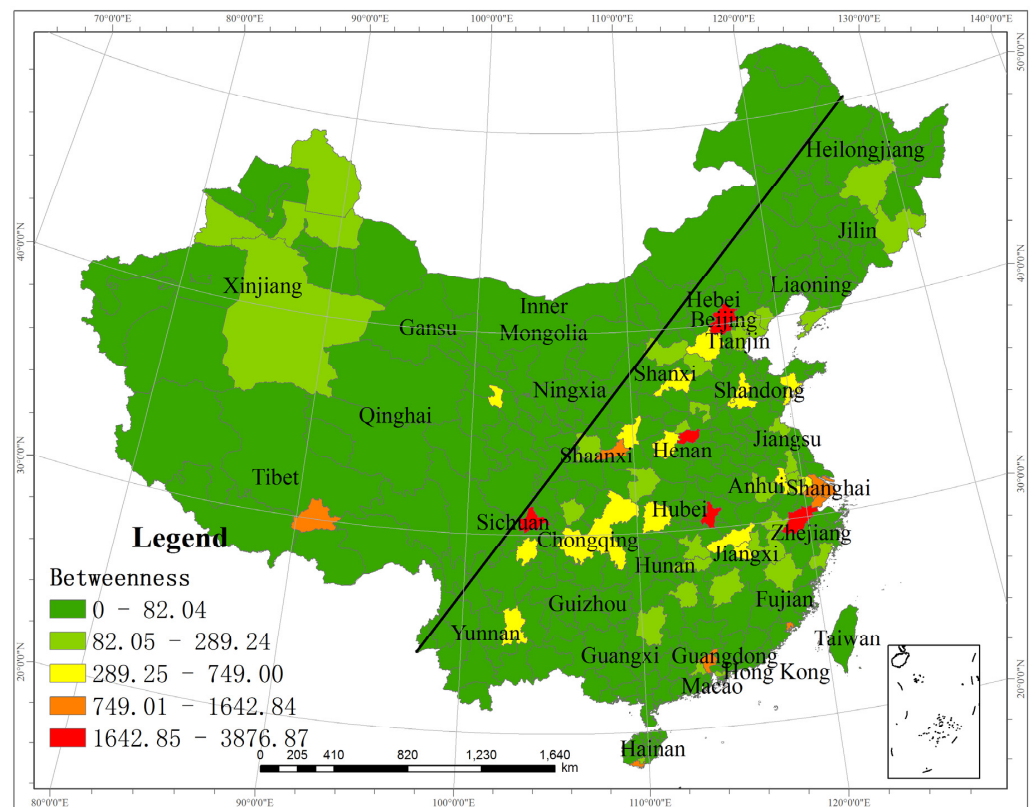 70°0'0"E 80°0'0"E 90°0'0"E 100°0'0"E 110°0'0"E 120°0'0"E 130°0'0"E 140°0'0"E
50°0'0"N
Heilongjiang
Jilin
40°0'0"N
40°0'0"N
Liaoning
Xinjiang
Hebei
Inner
Mongolia
Beijing
Gansu
Tianjin
Shanxi
Ningxia
Shandong
Qinghai
Jiangsu
Henan
Shaanxi
30°0'0"N
30°0'0"N
Tibet
Anhui
Shanghai
Hubei
Sichuan
Zhejiang
Chongqing
Jiangxi
Hunan
Guizhou
Fujian
Yunnan
Taiwan
Guangxi
Guangdong
Hong Kong
Macao
20°0'0"N
20°0'0"N
Hainan
Legend
Betweenness
0 - 82.04
82.05 - 289.24
289.25 - 749.00
749.01 - 1642.84
1642.85 - 3876.87
0 205 410 820 1,230 1,640
km
80°0'0"E 90°0'0"E 100°0'0"E 110°0'0"E 120°0'0"E